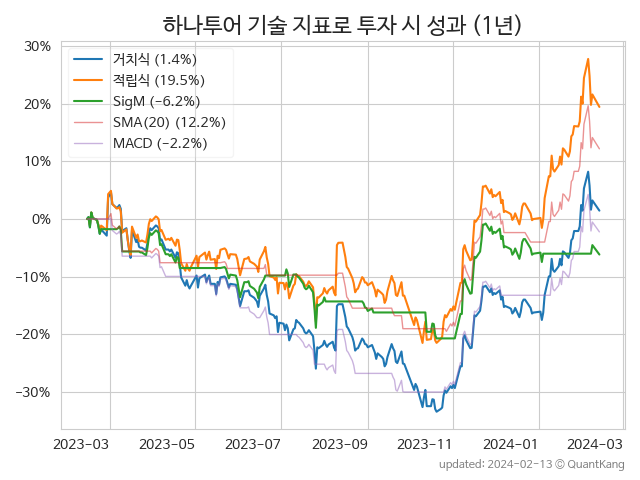 하나투어 기술 지표로 투자 시 성과 (1년)
30%
20%
10%
0%
−10%
−20%
−30%
거치식 (1.4%)
적립식 (19.5%)
SigM (−6.2%)
SMA(20) (12.2%)
MACD (−2.2%)
2023-03
2023-05
2023-07
2023-09
2023-11
2024-01
2024-03
updated: 2024-02-13 ⓒ QuantKang